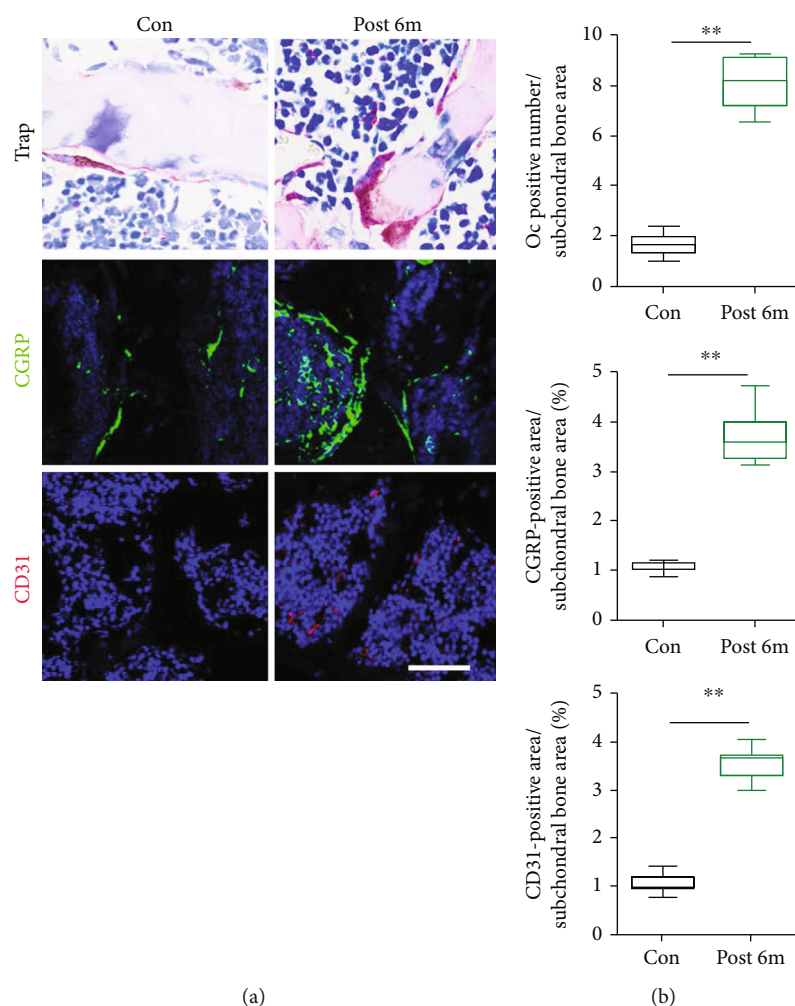 Con
Post 6m
Trap
CGRP
CD31
(a)
Oc positive number/
subchondral bone area
10
8
6
4
2
0
**
Con
Post 6m
CGRP-positive area/
subchondral bone area (%)
5
4
3
2
1
0
**
Con
Post 6m
CD31-positive area/
subchondral bone area (%)
5
4
3
2
1
0
**
Con
Post 6m
(b)